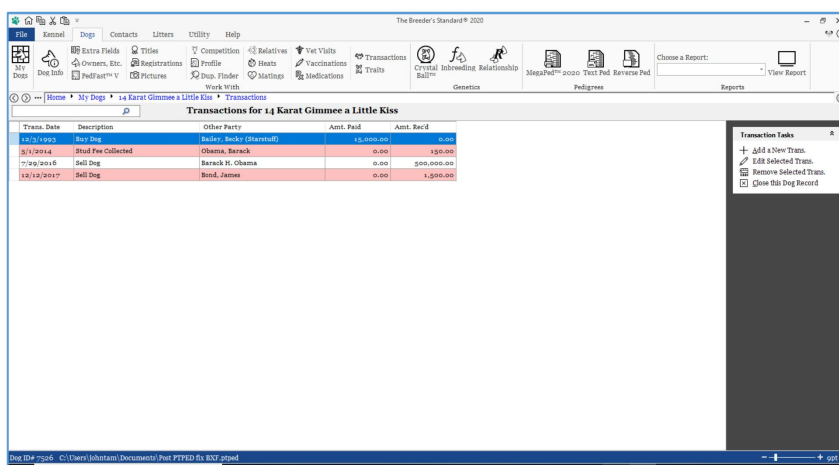 The Breeder's Standard® 2020
File Kennel Dogs Contacts Litters Utility Help
My Dogs
Dog Info
Extra Fields
Owners, Etc.
PedFast™ V
Titles
Registrations
Pictures
Competition
Profile
Dup. Finder
Relatives
Heats
Matings
Vet Visits
Vaccinations
Medications
Transactions
Traits
Work With
Crystal Ball™
Inbreeding
Relationship
Genetics
MegaPed™ 2020
Text Ped
Reverse Ped
Pedigrees
Choose a Report:
View Report
Reports
Home My Dogs 14 Karat Gimmee a Little Kiss Transactions
Transactions for 14 Karat Gimmee a Little Kiss
Trans. Date Description Other Party Amt. Paid Amt. Rec'd
12/3/1993 Buy Dog Bailey, Becky (Starstuff) 15,000.00 0.00
5/1/2014 Stud Fee Collected Obama, Barack 0.00 150.00
7/29/2016 Sell Dog Barack H. Obama 0.00 500,000.00
12/12/2017 Sell Dog Bond, James 0.00 1,500.00
Transaction Tasks
Add a New Trans.
Edit Selected Trans.
Remove Selected Trans.
Close this Dog Record
Dog ID# 7526 C:\Users\johntam\Documents\Post PTPED fix BXF.ptped
9pt